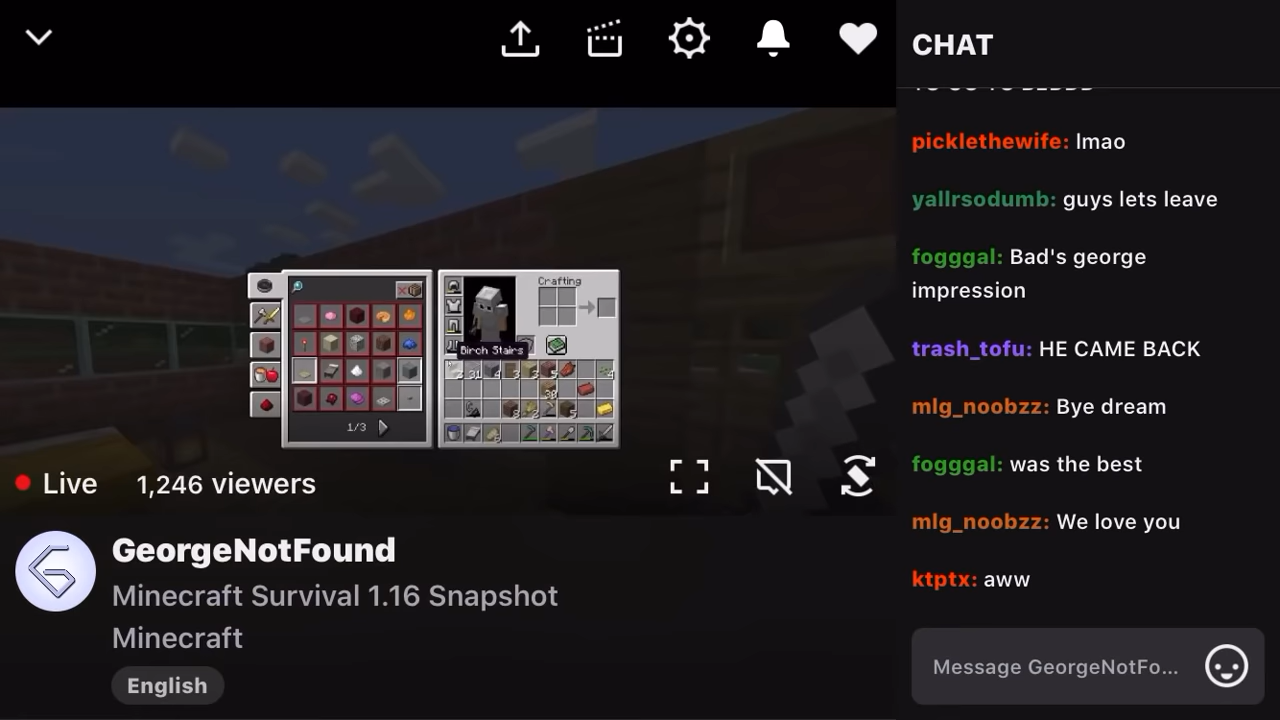 CHAT
picklethewife: lmao
yallrsodumb: guys lets leave
fogggal: Bad's george
impression
trash_tofu: HE CAME BACK
mlg_noobzz: Bye dream
fogggal: was the best
mlg_noobzz: We love you
ktptx: aww
Message GeorgeNotFo...
Crafting
Birch Stairs
1/3
Live 1,246 viewers
GeorgeNotFound
Minecraft Survival 1.16 Snapshot
Minecraft
English